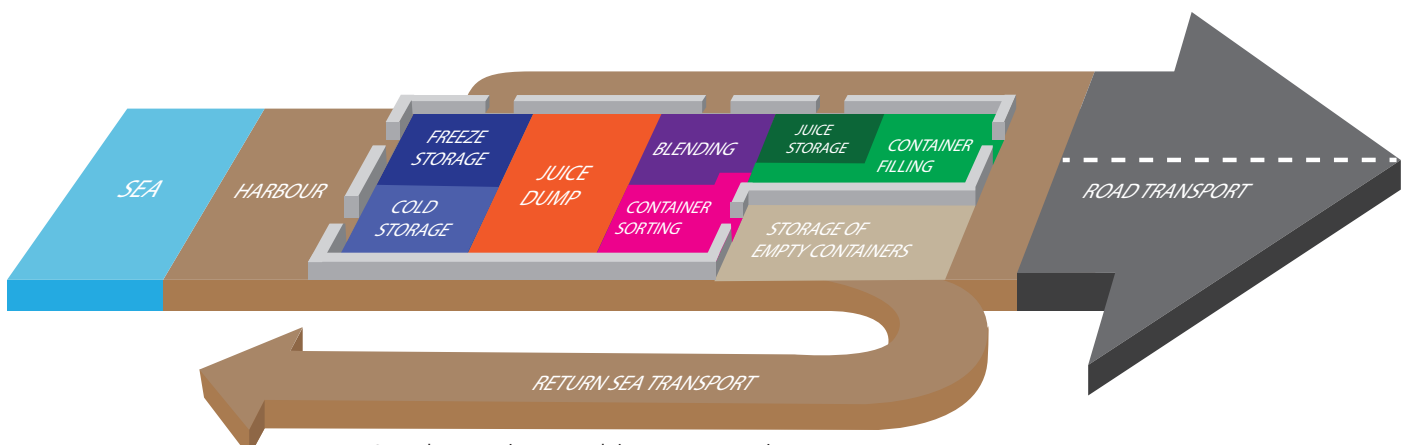 SEA
HARBOUR
FREEZE
STORAGE
COLD
STORAGE
JUICE
DUMP
BLENDING
CONTAINER
SORTING
JUICE
STORAGE
CONTAINER
FILLING
STORAGE OF
EMPTY CONTAINERS
ROAD TRANSPORT
RETURN SEA TRANSPORT